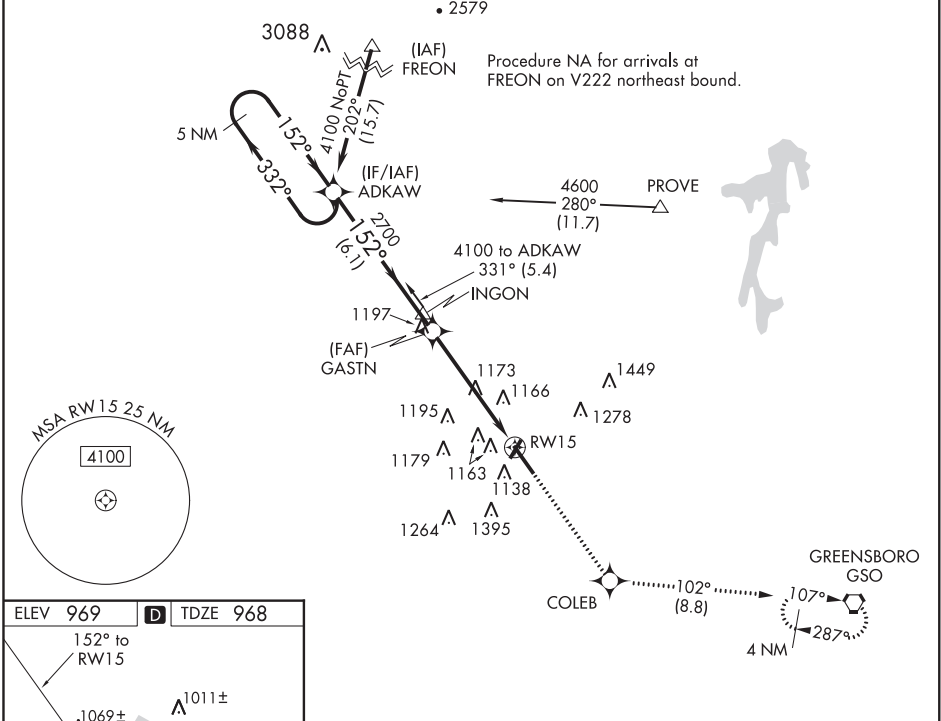 2579
3088
(IAF)
FREON
Procedure NA for arrivals at
FREON on V222 northeast bound.
4100 NoPT
202°
(15.7)
5 NM
152°
332°
(IF/IAF)
ADKAW
4600
280°
(11.7)
PROVE
2700
152°
(6.1)
4100 to ADKAW
331° (5.4)
INGON
1197
(FAF)
GASTN
1173
1166
1449
1278
1195
1179
1163
RW15
1138
1264
1395
MSA RW15 25 NM
4100
GREENSBORO
GSO
COLEB
102°
(8.8)
107°
287°
4 NM
ELEV 969 D TDZE 968
152° to
RW15
1011±
1069±